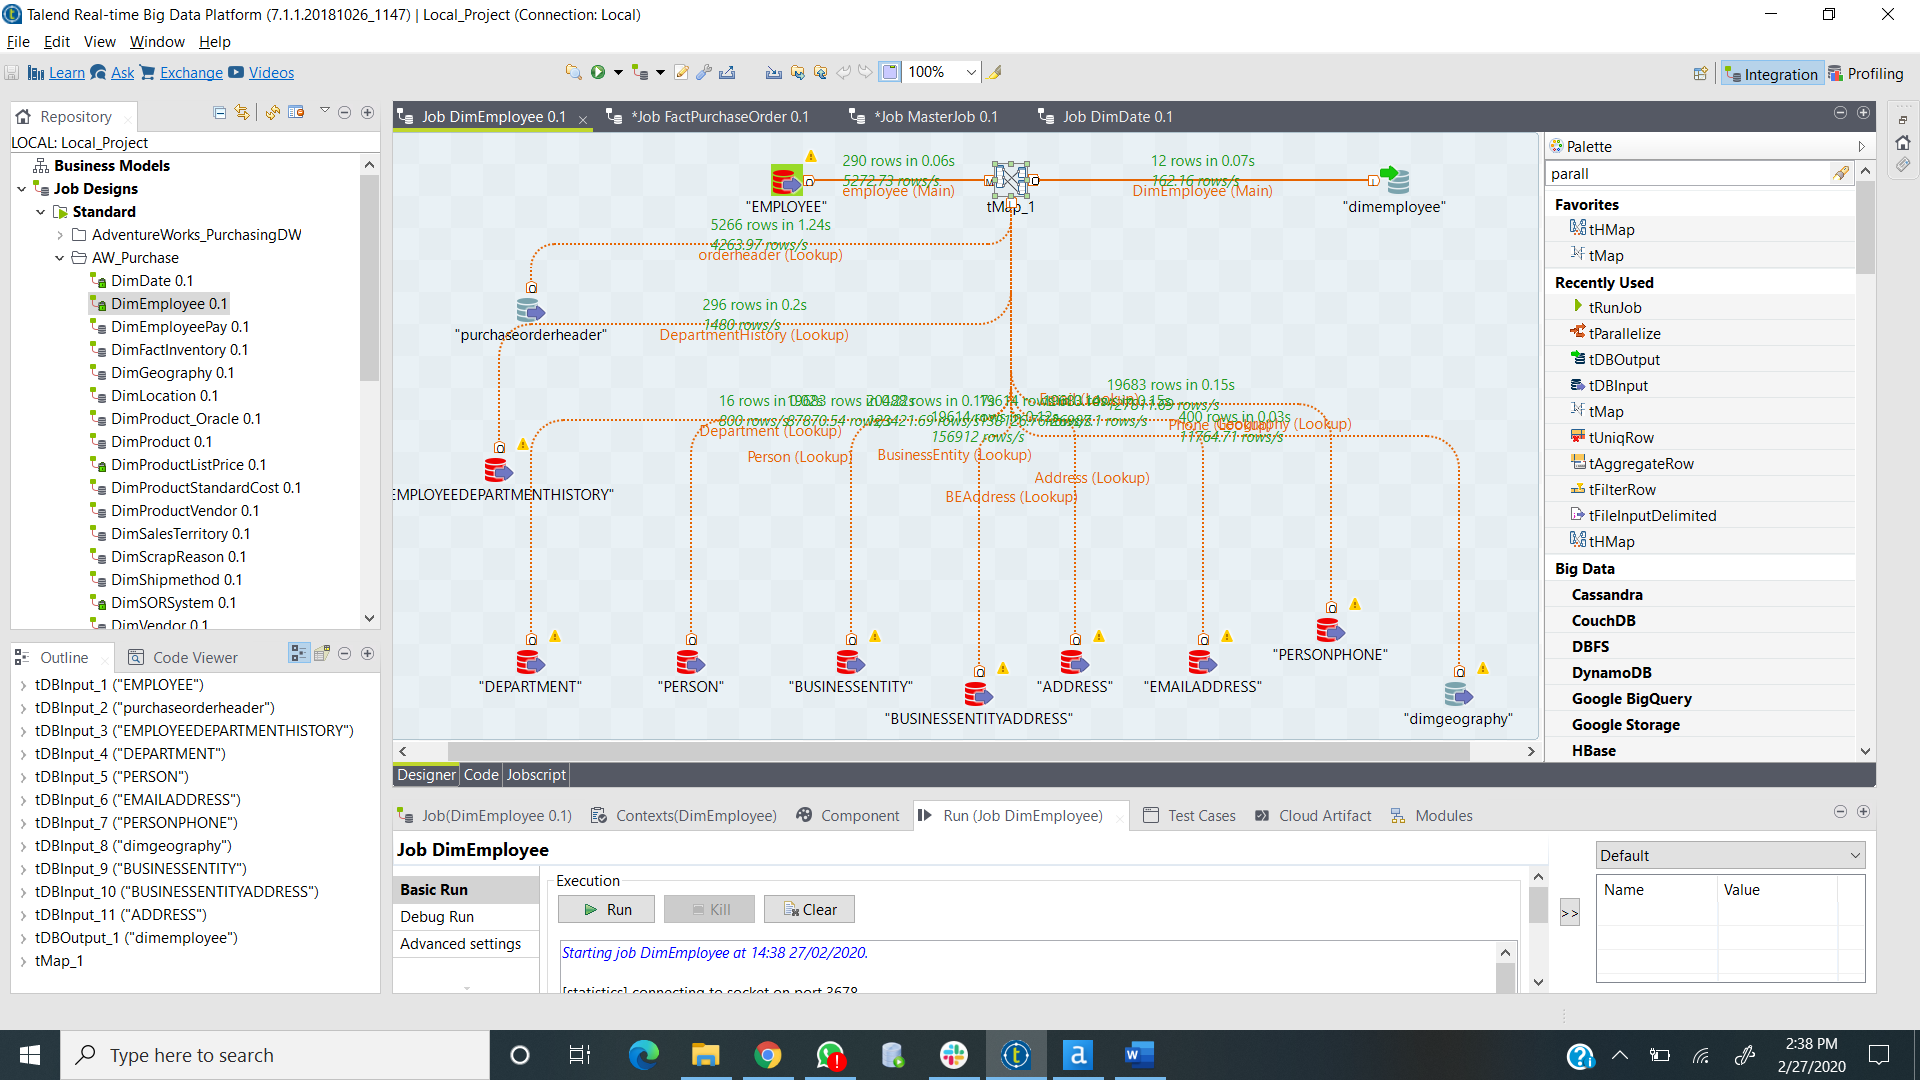 Talend Real-time Big Data Platform (7.1.1.20181026_1147) | Local_Project (Connection: Local)
File Edit View Window Help
Learn Ask Exchange Videos
100%
Integration Profiling
Repository
LOCAL: Local_Project
Business Models
Job Designs
Standard
AdventureWorks_PurchasingDW
AW_Purchase
DimDate 0.1
DimEmployee 0.1
DimEmployeePay 0.1
DimFactInventory 0.1
DimGeography 0.1
DimLocation 0.1
DimProduct_Oracle 0.1
DimProduct 0.1
DimProductListPrice 0.1
DimProductStandardCost 0.1
DimProductVendor 0.1
DimSalesTerritory 0.1
DimScrapReason 0.1
DimShipmethod 0.1
DimSORSystem 0.1
DimVendor 0.1
Outline Code Viewer
tDBInput_1 ("EMPLOYEE")
tDBInput_2 ("purchaseorderheader")
tDBInput_3 ("EMPLOYEEDEPARTMENTHISTORY")
tDBInput_4 ("DEPARTMENT")
tDBInput_5 ("PERSON")
tDBInput_6 ("EMAILADDRESS")
tDBInput_7 ("PERSONPHONE")
tDBInput_8 ("dimgeography")
tDBInput_9 ("BUSINESSENTITY")
tDBInput_10 ("BUSINESSENTITYADDRESS")
tDBInput_11 ("ADDRESS")
tDBOutput_1 ("dimemployee")
tMap_1
Job DimEmployee 0.1 *Job FactPurchaseOrder 0.1 *Job MasterJob 0.1 Job DimDate 0.1
290 rows in 0.06s
5272.73 rows/s
employee (Main)
12 rows in 0.07s
162.16 rows/s
DimEmployee (Main)
"EMPLOYEE"
tMap_1
"dimemployee"
5266 rows in 1.24s
4263.97 rows/s
orderheader (Lookup)
296 rows in 0.2s
1480 rows/s
DepartmentHistory (Lookup)
"purchaseorderheader"
19683 rows in 0.15s
16 rows in
800 rows/s
400 rows in 0.03s
11764.71 rows/s
156912 rows/s
Department (Lookup)
Person (Lookup)
BusinessEntity (Lookup)
Address (Lookup)
BEAddress (Lookup)
EMPLOYEEDEPARTMENTHISTORY"
"DEPARTMENT"
"PERSON"
"BUSINESSENTITY"
"BUSINESSENTITYADDRESS"
"ADDRESS"
"EMAILADDRESS"
"PERSONPHONE"
"dimgeography"
Designer Code Jobscript
Palette
parall
Favorites
tHMap
tMap
Recently Used
tRunJob
tParallelize
tDBOutput
tDBInput
tMap
tUniqRow
tAggregateRow
tFilterRow
tFileInputDelimited
tHMap
Big Data
Cassandra
CouchDB
DBFS
DynamoDB
Google BigQuery
Google Storage
HBase
Job(DimEmployee 0.1) Contexts(DimEmployee) Component Run (Job DimEmployee) Test Cases Cloud Artifact Modules
Job DimEmployee
Basic Run
Debug Run
Advanced settings
Execution
Run Kill Clear
Starting job DimEmployee at 14:38 27/02/2020.
[statistics] connecting to socket on port 3678
>>
Default
Name Value
Type here to search
2:38 PM
2/27/2020